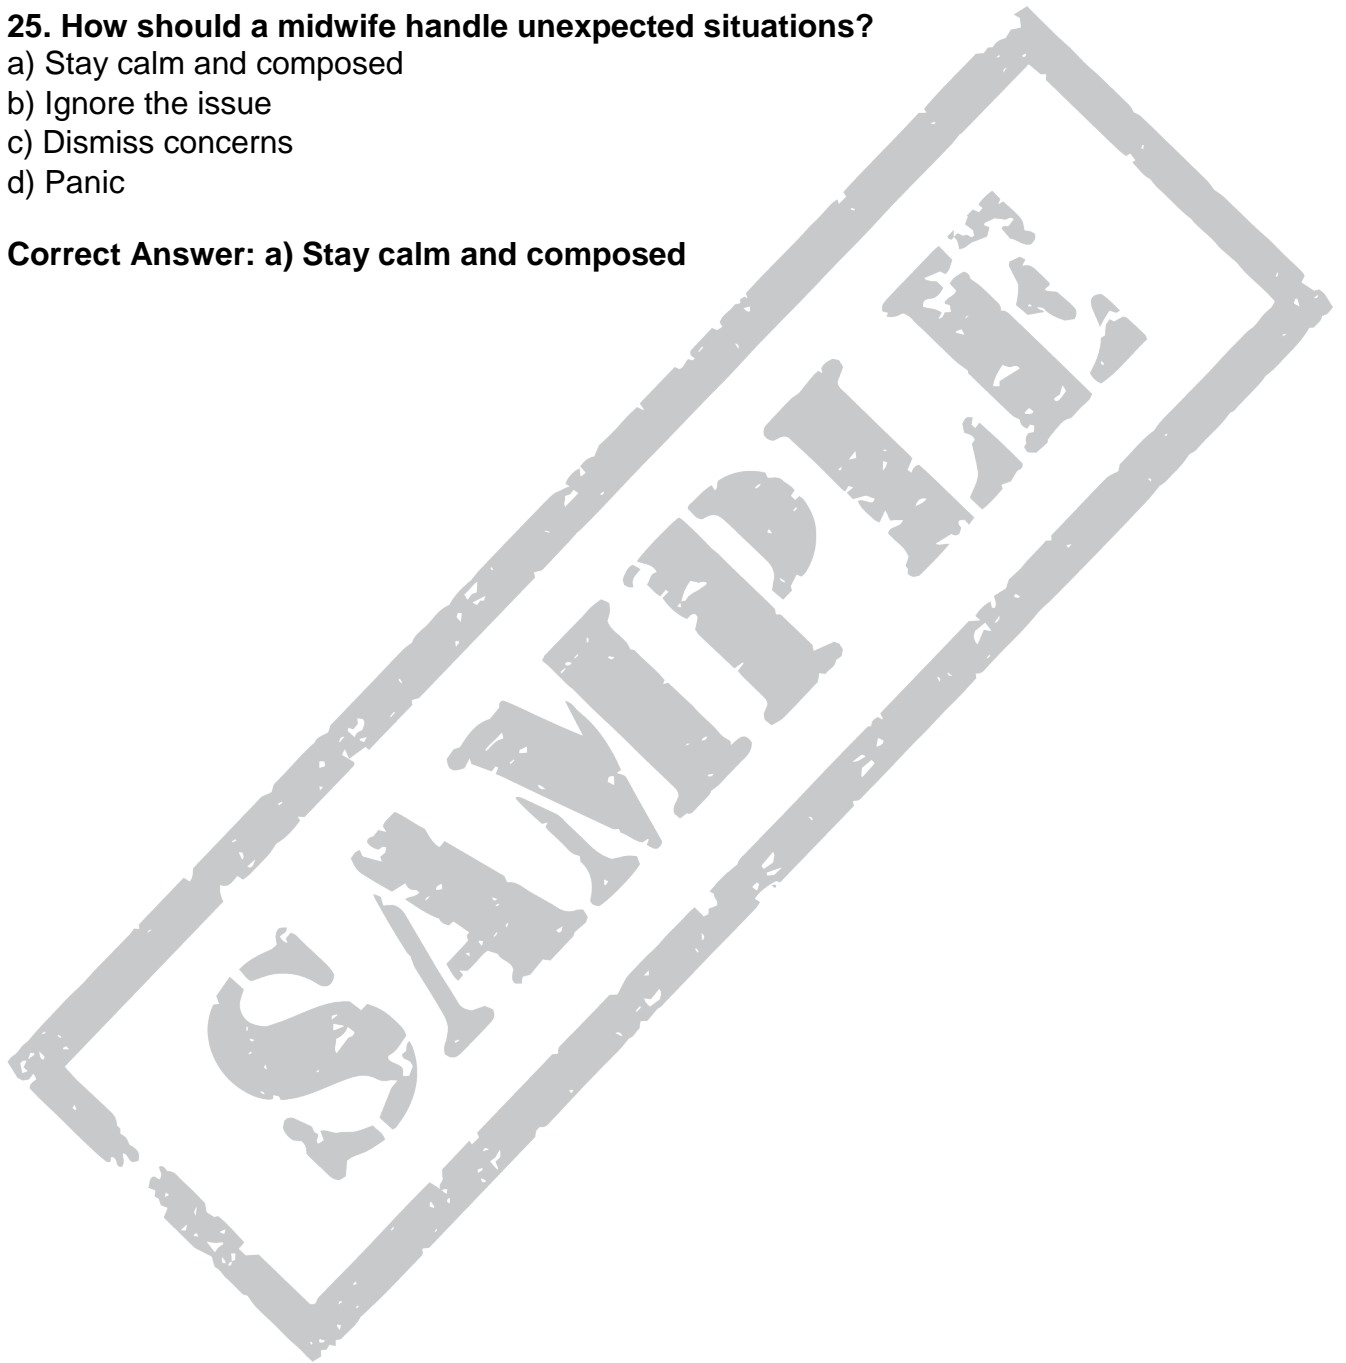 25. How should a midwife handle unexpected situations?
a) Stay calm and composed
b) Ignore the issue
c) Dismiss concerns
d) Panic
Correct Answer: a) Stay calm and composed
SAMPLE